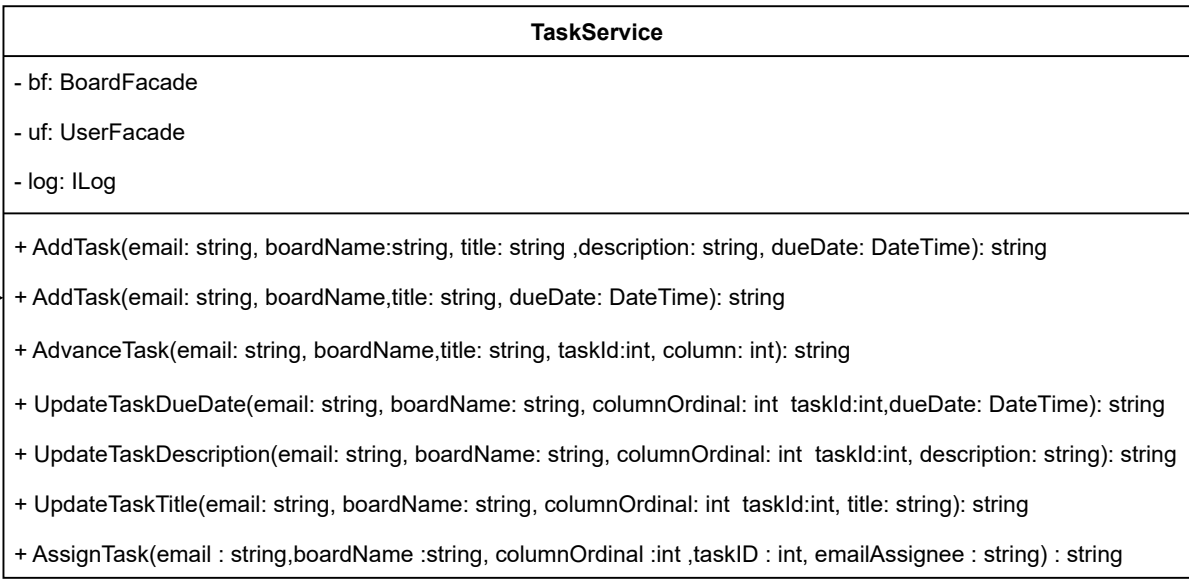 TaskService
- bf: BoardFacade
- uf: UserFacade
- log: ILog
+ AddTask(email: string, boardName:string, title: string ,description: string, dueDate: DateTime): string
+ AddTask(email: string, boardName,title: string, dueDate: DateTime): string
+ AdvanceTask(email: string, boardName,title: string, taskId:int, column: int): string
+ UpdateTaskDueDate(email: string, boardName: string, columnOrdinal: int  taskId:int,dueDate: DateTime): string
+ UpdateTaskDescription(email: string, boardName: string, columnOrdinal: int  taskId:int, description: string): string
+ UpdateTaskTitle(email: string, boardName: string, columnOrdinal: int  taskId:int, title: string): string
+ AssignTask(email : string,boardName :string, columnOrdinal :int ,taskID : int, emailAssignee : string) : string